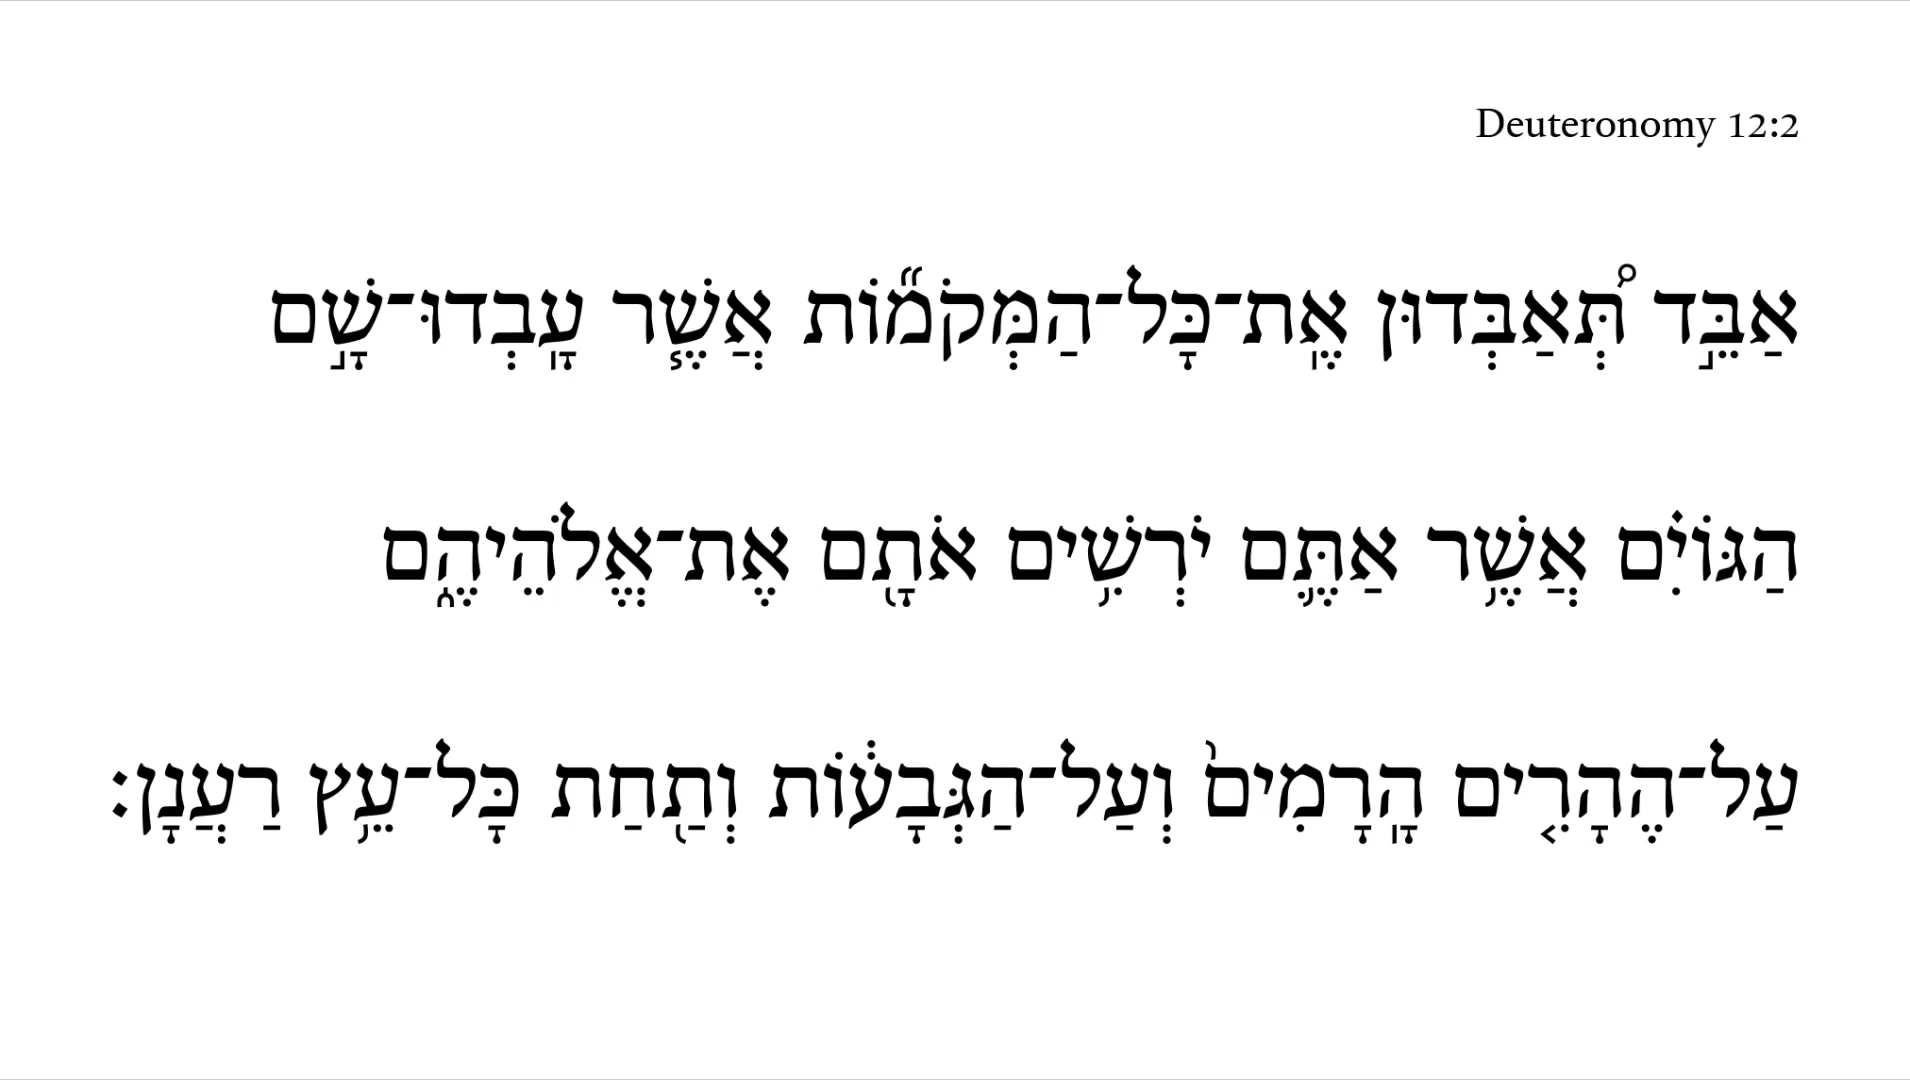 Deuteronomy 12:2
אַבֵּ֣ד תְּ֠אַבְּדוּן אֶֽת־כָּל־הַמְּקֹמ֞וֹת אֲשֶׁ֧ר עָֽבְדוּ־שָׁ֣ם
הַגּוֹיִ֗ם אֲשֶׁ֥ר אַתֶּ֛ם יֹרְשִׁ֥ים אֹתָ֖ם אֶת־אֱלֹהֵיהֶ֑ם
עַל־הֶהָרִ֤ים הָֽרָמִים֙ וְעַל־הַגְּבָע֔וֹת וְתַ֖חַת כָּל־עֵ֥ץ רַעֲנָֽן׃